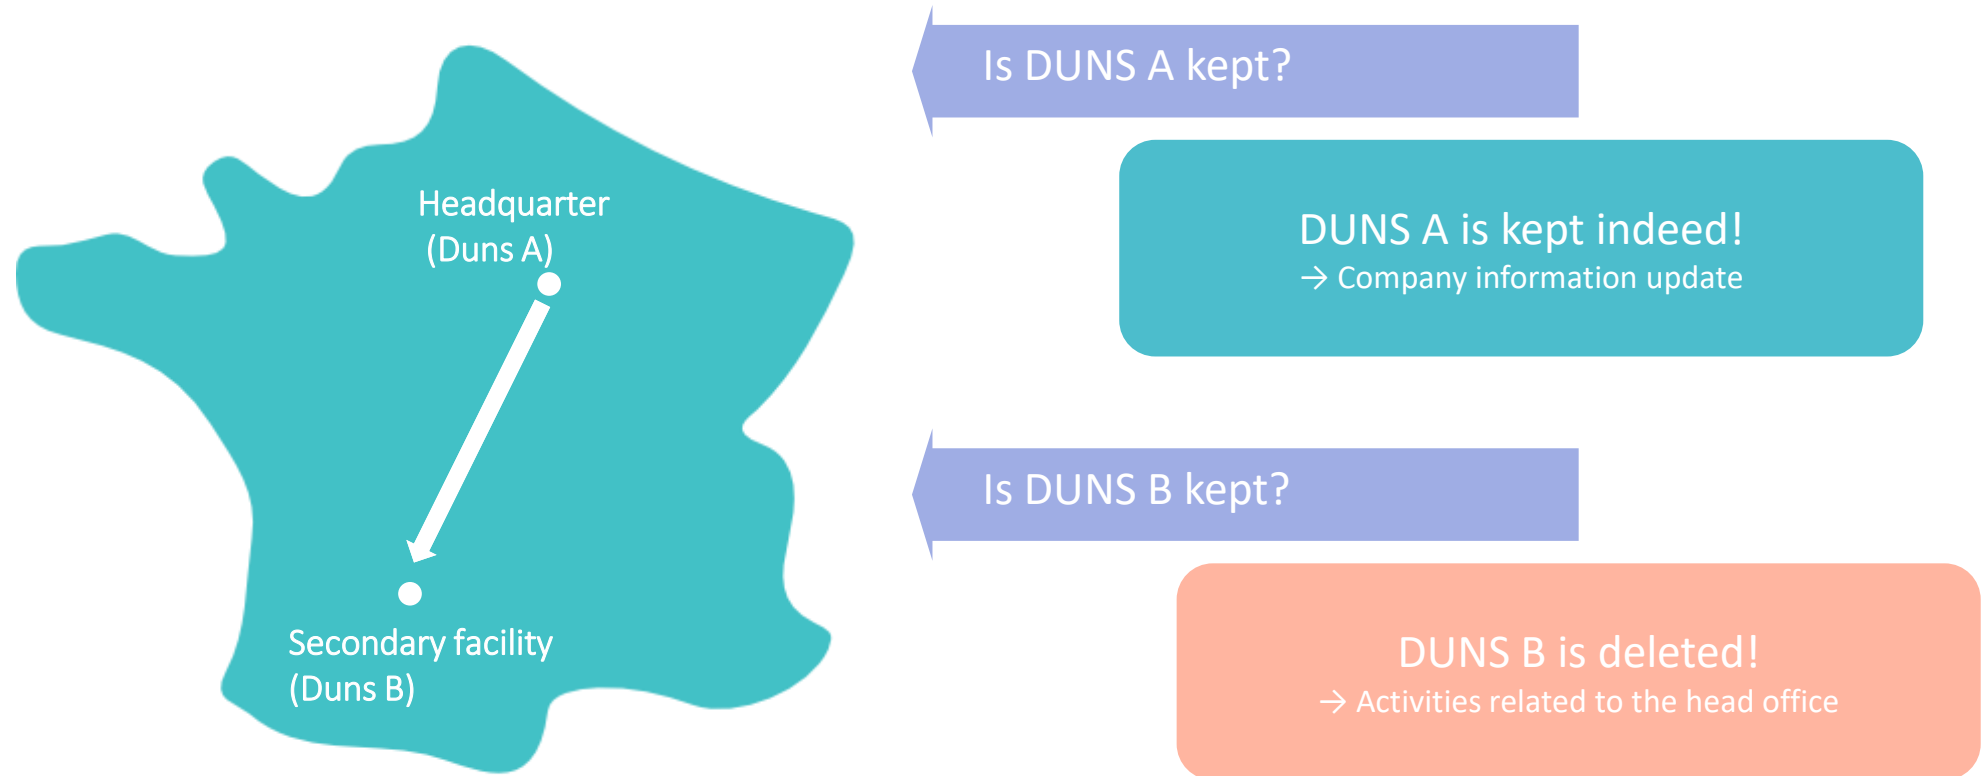 Is DUNS A kept?
Headquarter
(Duns A)
DUNS A is kept indeed!
→ Company information update
Is DUNS B kept?
Secondary facility
(Duns B)
DUNS B is deleted!
→ Activities related to the head office